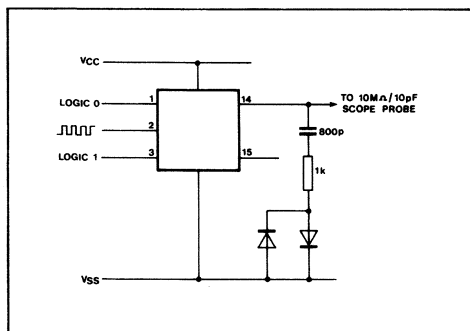 VCC
LOGIC 0
1
14
TO 10MΩ/10pF
SCOPE PROBE
2
800p
LOGIC 1
3
15
1k
VSS